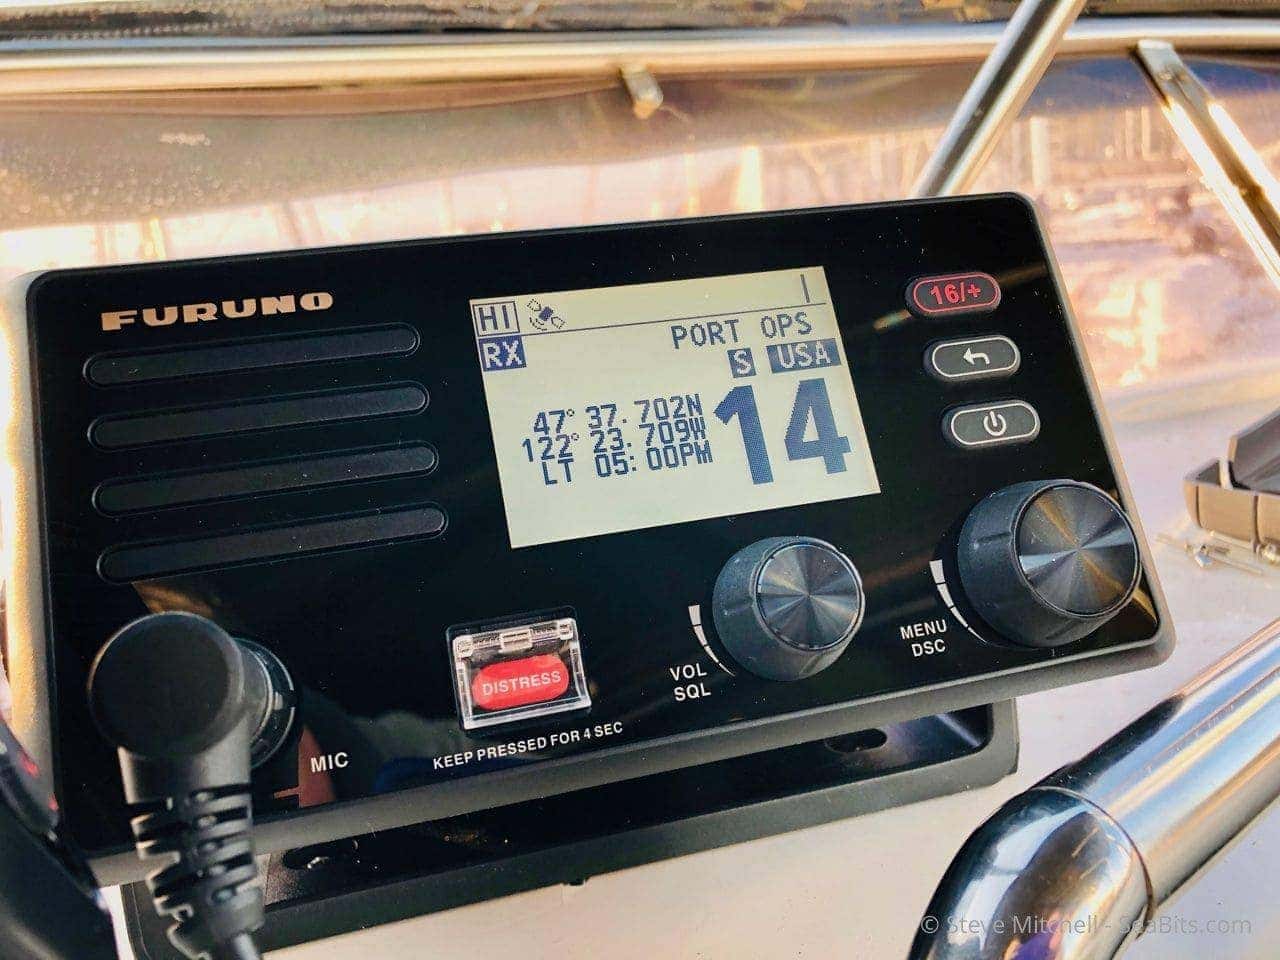 FURUNO
HI
RX
PORT OPS
S USA
14
47° 37. 702N
122° 23. 709W
LT 05: 00PM
16/+
DISTRESS
KEEP PRESSED FOR 4 SEC
MIC
VOL
SQL
MENU
DSC
© Steve Mitchell - SeaBits.com